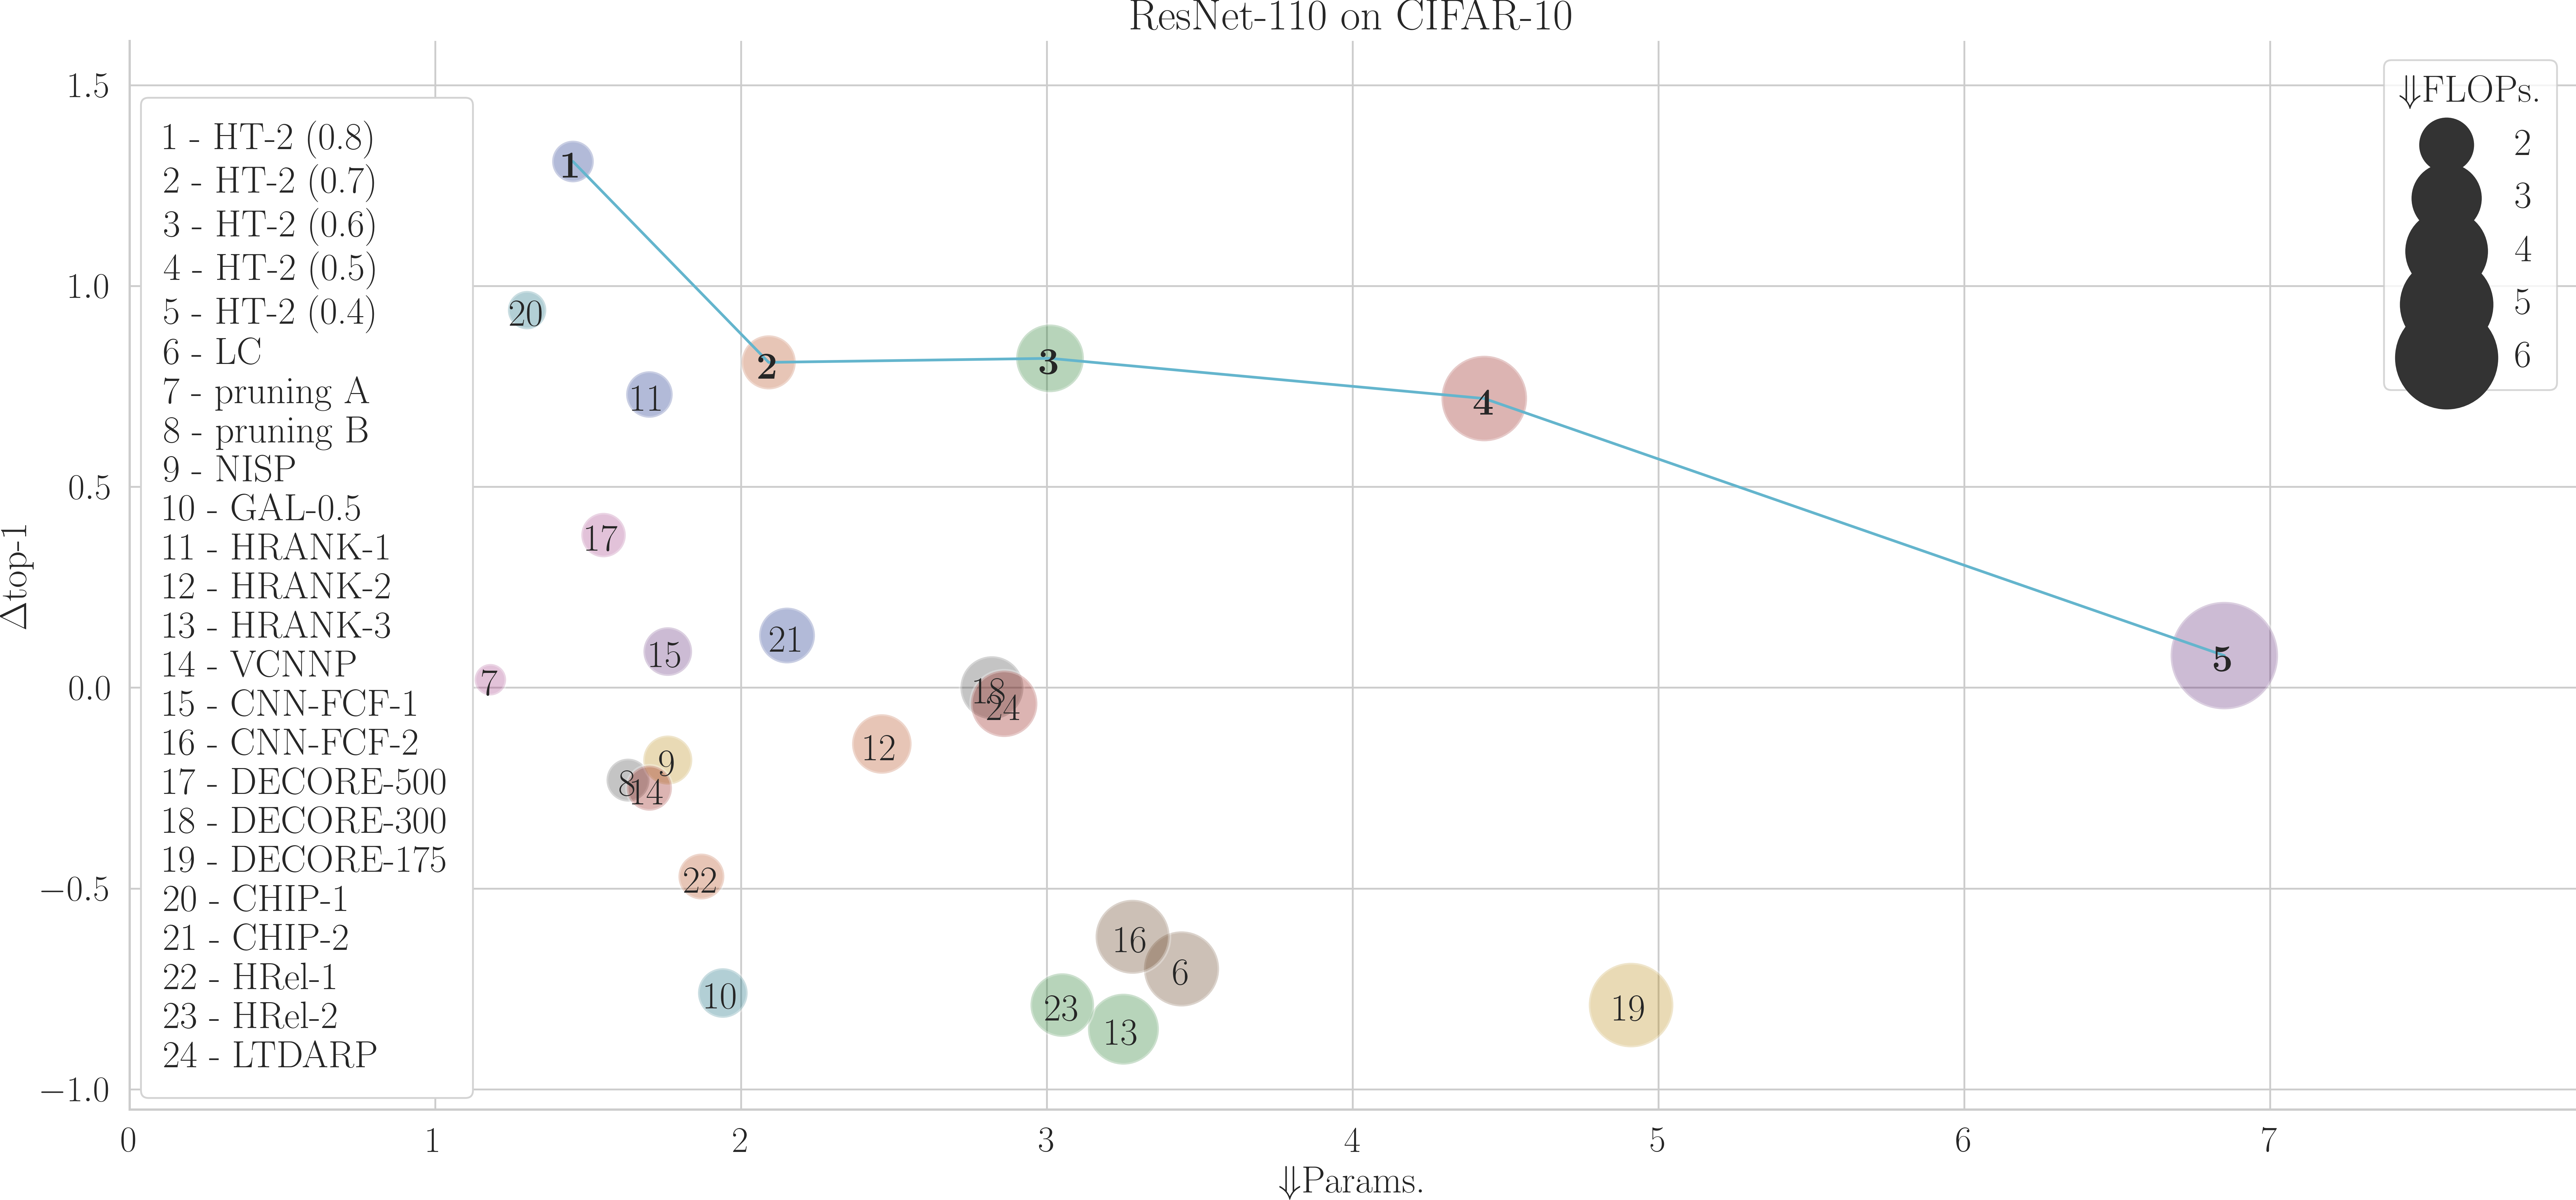 ResNet-110 on CIFAR-10
1.5
1.0
0.5
0.0
−0.5
−1.0
Δtop-1
1 - HT-2 (0.8)
2 - HT-2 (0.7)
3 - HT-2 (0.6)
4 - HT-2 (0.5)
5 - HT-2 (0.4)
6 - LC
7 - pruning A
8 - pruning B
9 - NISP
10 - GAL-0.5
11 - HRANK-1
12 - HRANK-2
13 - HRANK-3
14 - VCNNP
15 - CNN-FCF-1
16 - CNN-FCF-2
17 - DECORE-500
18 - DECORE-300
19 - DECORE-175
20 - CHIP-1
21 - CHIP-2
22 - HRel-1
23 - HRel-2
24 - LTDARP
1
20
2
3
11
4
17
21
15
5
7
18
24
12
9
8
14
22
16
6
10
23
13
19
⇓FLOPs.
2
3
4
5
6
0
1
2
3
4
5
6
7
⇓Params.